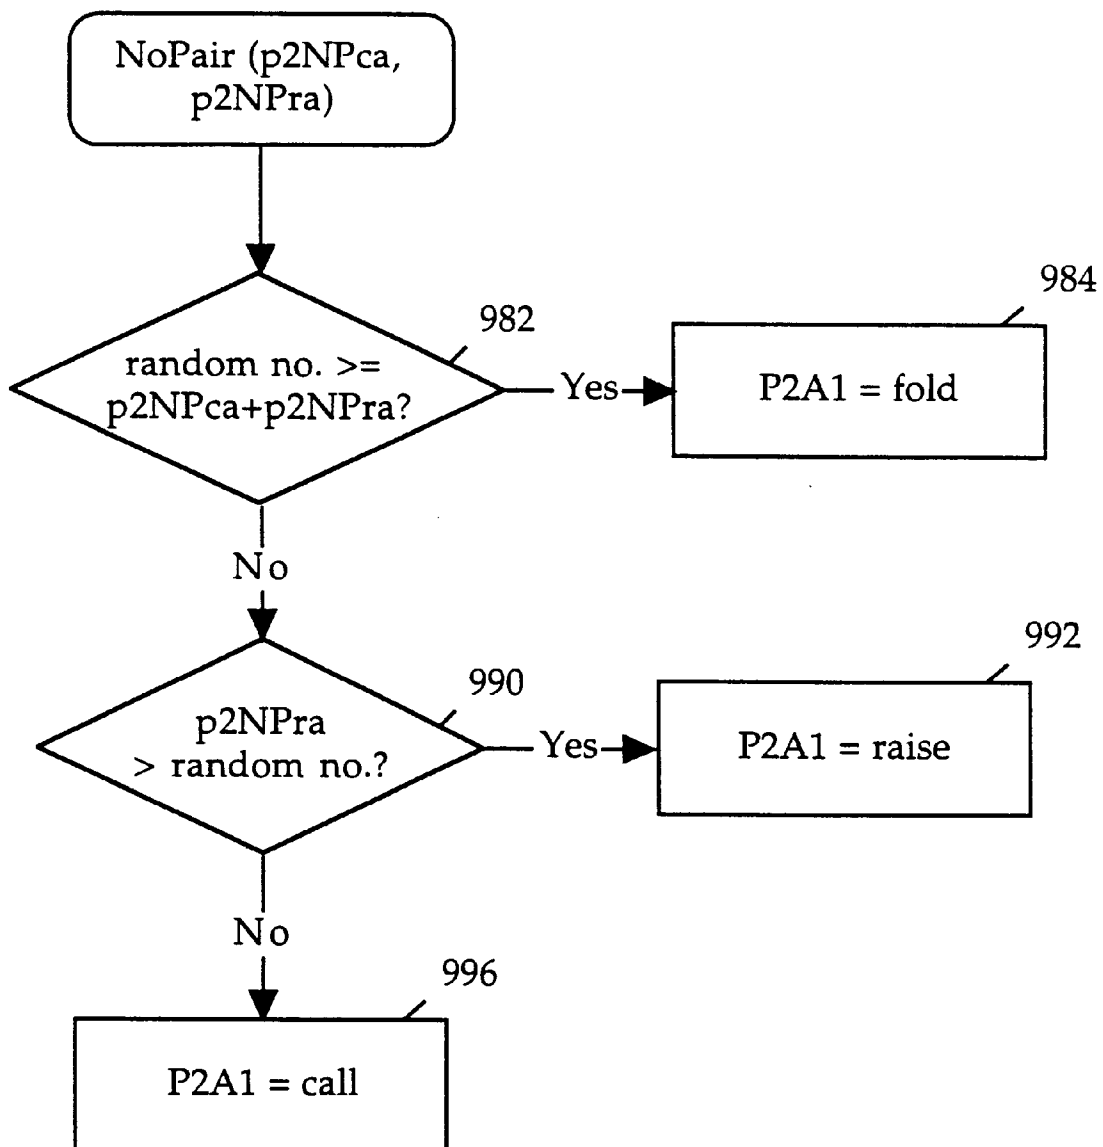 NoPair (p2NPca,
p2NPra)
982
random no. >=
p2NPca+p2NPra?
Yes
984
P2A1 = fold
No
990
p2NPra
> random no.?
Yes
992
P2A1 = raise
No
996
P2A1 = call